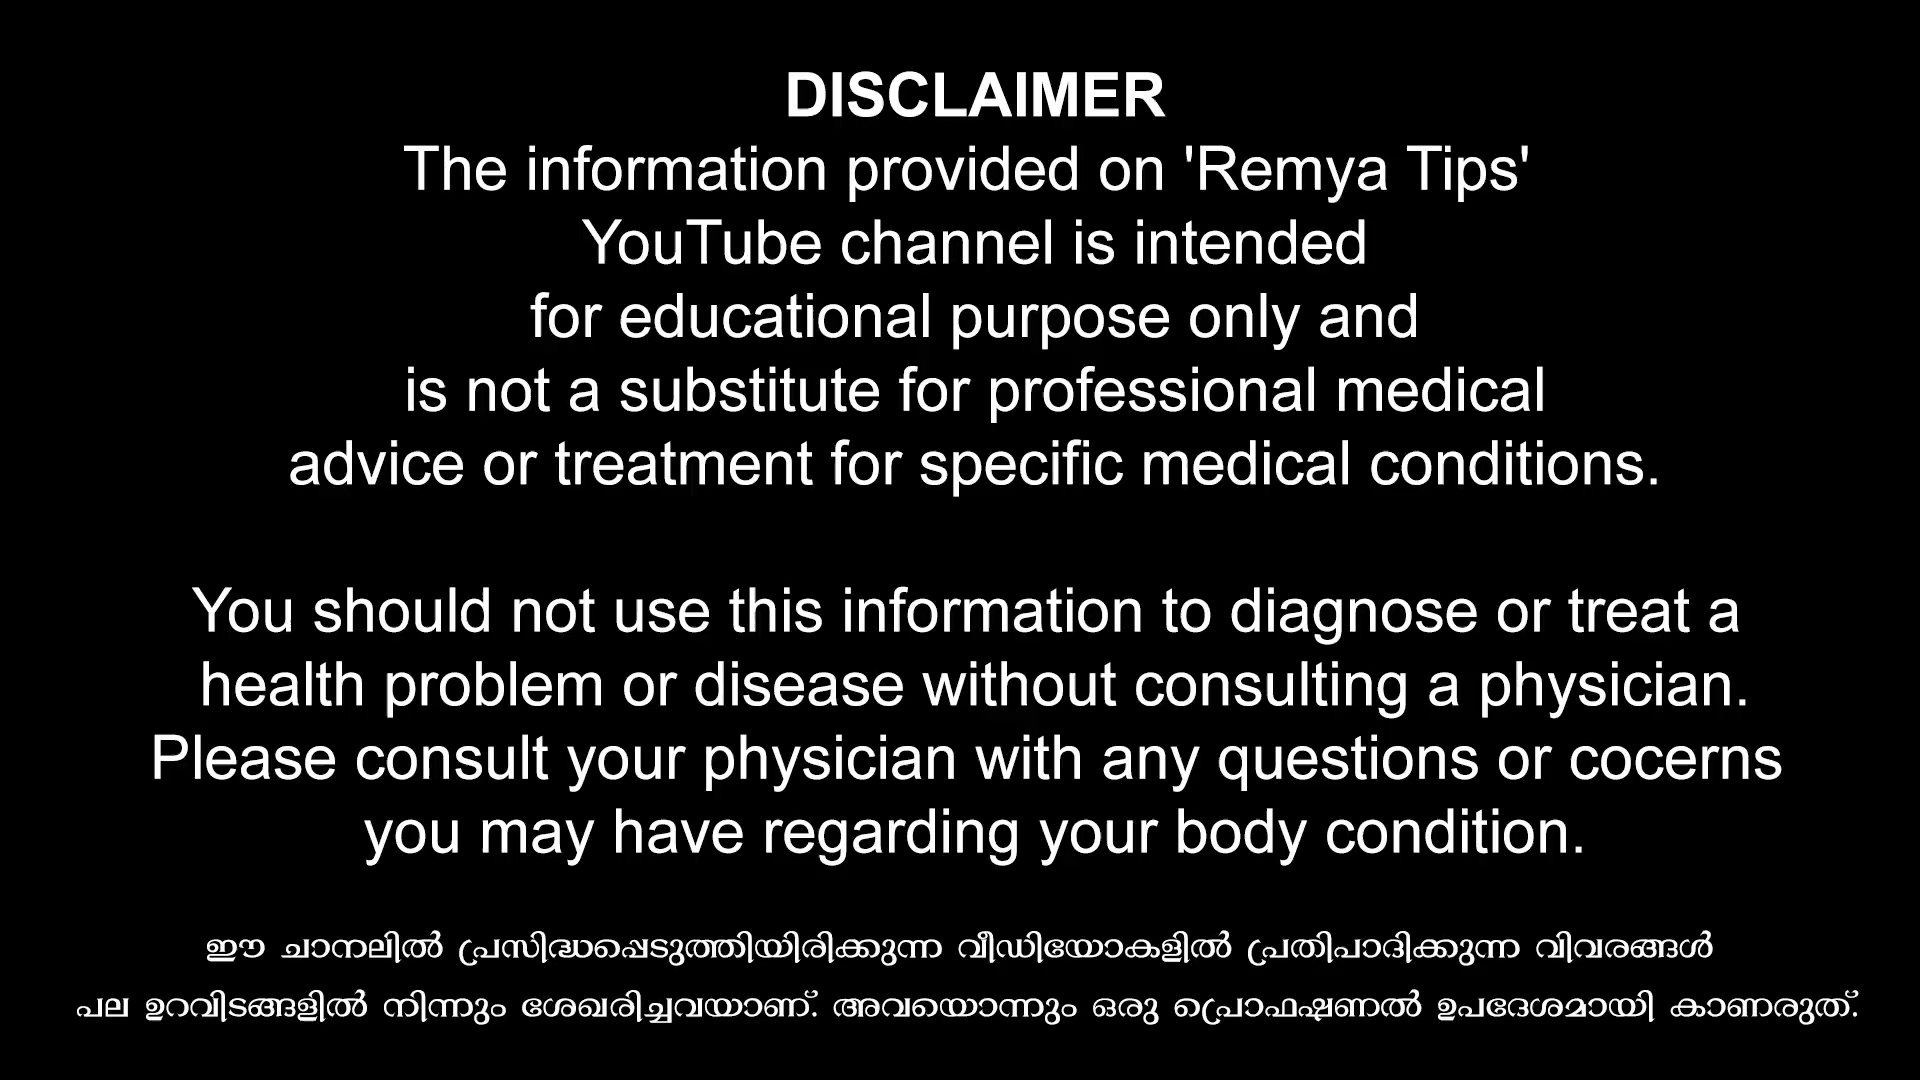 DISCLAIMER
The information provided on 'Remya Tips'
YouTube channel is intended
for educational purpose only and
is not a substitute for professional medical
advice or treatment for specific medical conditions.
You should not use this information to diagnose or treat a
health problem or disease without consulting a physician.
Please consult your physician with any questions or cocerns
you may have regarding your body condition.
ഈ ചാനലിൽ പ്രസിദ്ധപ്പെടുത്തിയിരിക്കുന്ന വീഡിയോകളിൽ പ്രതിപാദിക്കുന്ന വിവരങ്ങൾ
പല ഉറവിടങ്ങളിൽ നിന്നും ശേഖരിച്ചവയാണ്. അവയൊന്നും ഒരു പ്രൊഫഷണൽ ഉപദേശമായി കാണരുത്.